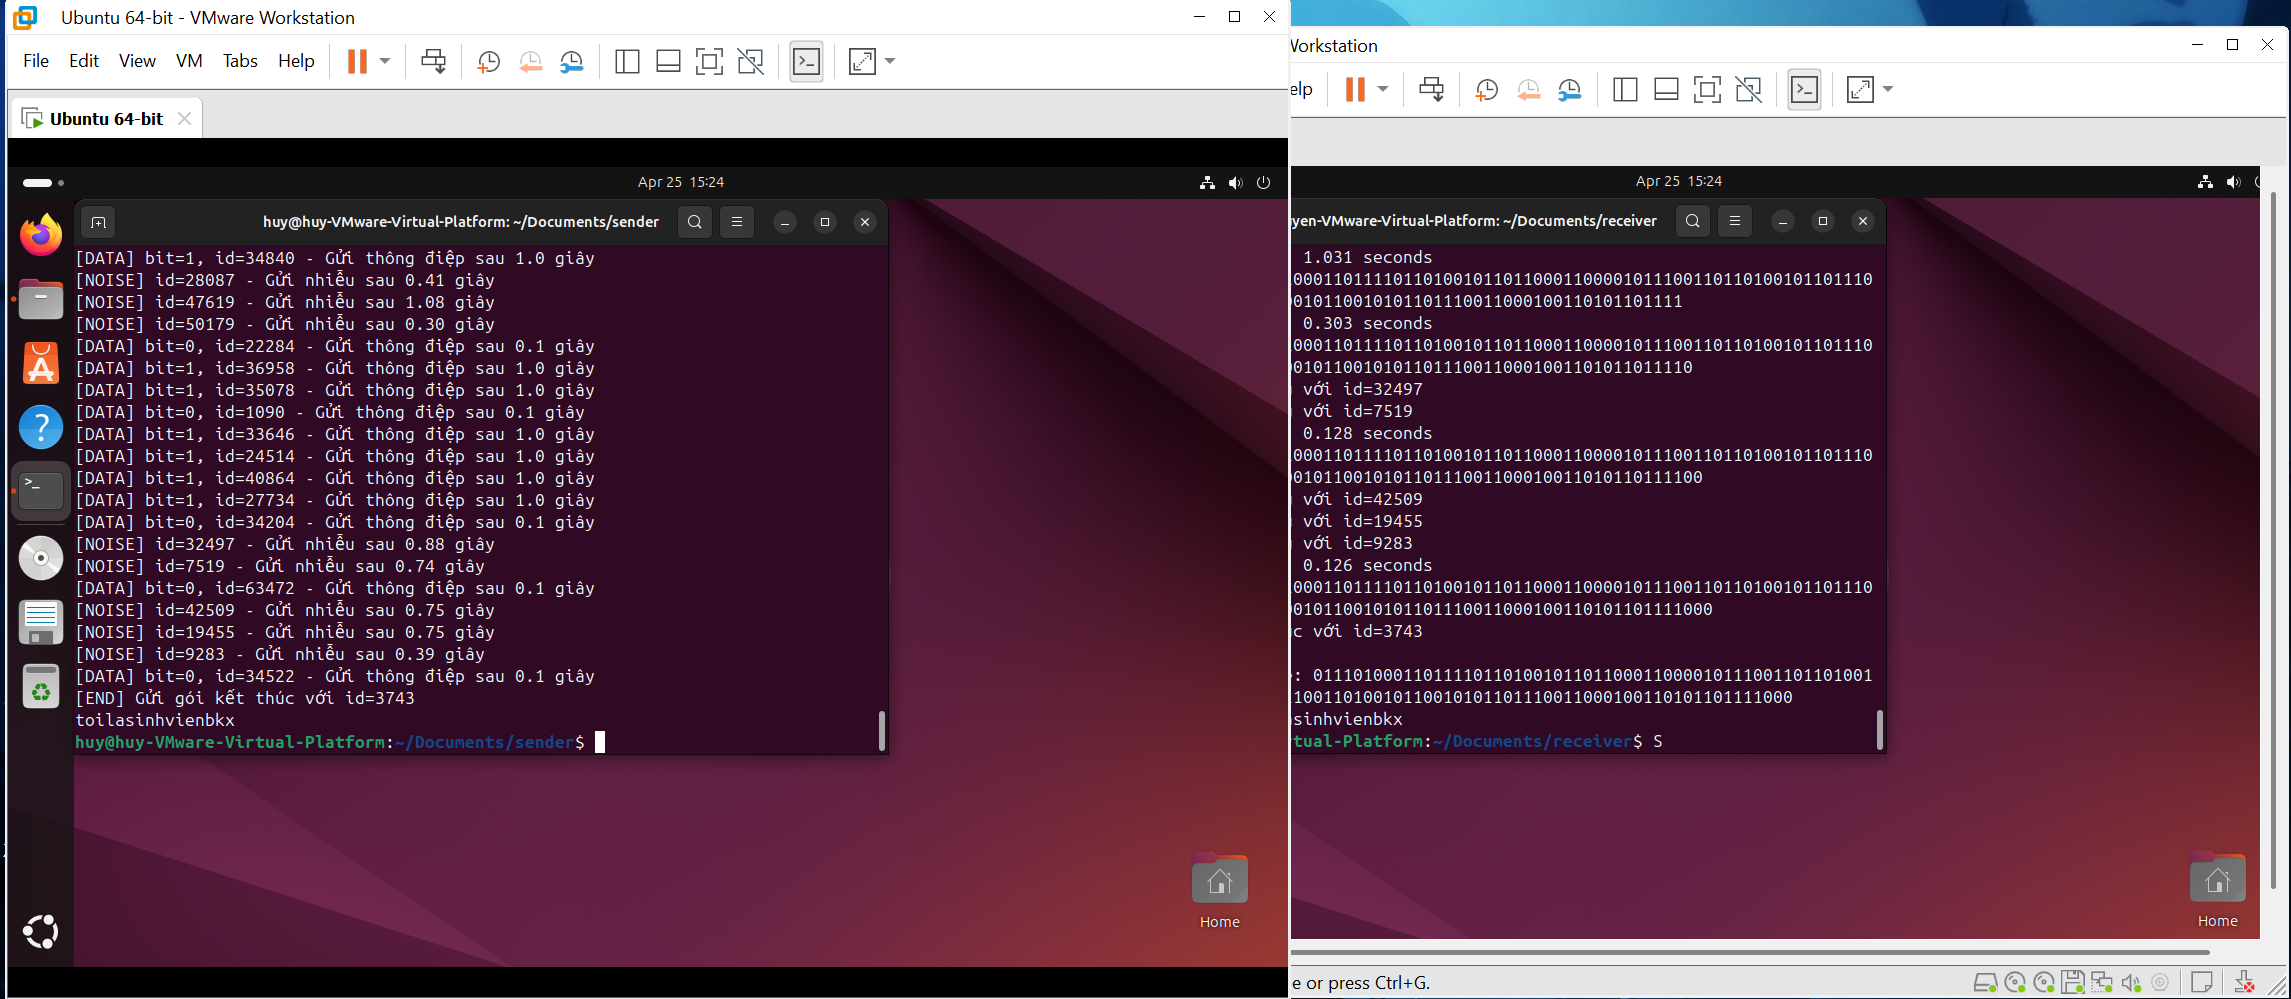 Ubuntu 64-bit - VMware Workstation
File Edit View VM Tabs Help
Ubuntu 64-bit
Apr 25 15:24
huy@huy-VMware-Virtual-Platform: ~/Documents/sender
[DATA] bit=1, id=34840 - Gửi thông điệp sau 1.0 giây
[NOISE] id=28087 - Gửi nhiễu sau 0.41 giây
[NOISE] id=47619 - Gửi nhiễu sau 1.08 giây
[NOISE] id=50179 - Gửi nhiễu sau 0.30 giây
[DATA] bit=0, id=22284 - Gửi thông điệp sau 0.1 giây
[DATA] bit=1, id=36958 - Gửi thông điệp sau 1.0 giây
[DATA] bit=1, id=35078 - Gửi thông điệp sau 1.0 giây
[DATA] bit=0, id=1090 - Gửi thông điệp sau 0.1 giây
[DATA] bit=1, id=33646 - Gửi thông điệp sau 1.0 giây
[DATA] bit=1, id=24514 - Gửi thông điệp sau 1.0 giây
[DATA] bit=1, id=40864 - Gửi thông điệp sau 1.0 giây
[DATA] bit=1, id=27734 - Gửi thông điệp sau 1.0 giây
[DATA] bit=0, id=34204 - Gửi thông điệp sau 0.1 giây
[NOISE] id=32497 - Gửi nhiễu sau 0.88 giây
[NOISE] id=7519 - Gửi nhiễu sau 0.74 giây
[DATA] bit=0, id=63472 - Gửi thông điệp sau 0.1 giây
[NOISE] id=42509 - Gửi nhiễu sau 0.75 giây
[NOISE] id=19455 - Gửi nhiễu sau 0.75 giây
[NOISE] id=9283 - Gửi nhiễu sau 0.39 giây
[DATA] bit=0, id=34522 - Gửi thông điệp sau 0.1 giây
[END] Gửi gói kết thúc với id=3743
toilasinhvienbkx
huy@huy-VMware-Virtual-Platform:~/Documents/sender$
Home
Workstation
elp
Apr 25 15:24
yen-VMware-Virtual-Platform: ~/Documents/receiver
1.031 seconds
0001101111011010010110110001100001011100110110100101101110
0010110010101101110011000100110101101111
0.303 seconds
0001101111011010010110110001100001011100110110100101101110
00101100101011011100110001001101011011110
với id=32497
với id=7519
0.128 seconds
0001101111011010010110110001100001011100110110100101101110
001011001010110111001100010011010110111100
với id=42509
với id=19455
với id=9283
0.126 seconds
0001101111011010010110110001100001011100110110100101101110
0010110010101101110011000100110101101111000
c với id=3743
: 01110100011011110110100101101100011000010111001101101001
100110100101100101011011100110001001101011011​11000
sinhvienbkx
tual-Platform:~/Documents/receiver$ S
Home
e or press Ctrl+G.